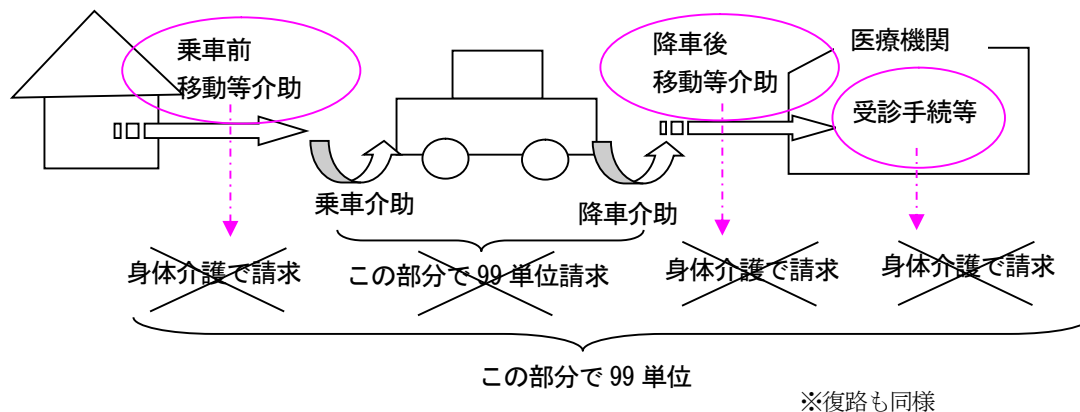 乗車前
移動等介助
降車後
移動等介助
医療機関
受診手続等
乗車介助
降車介助
身体介護で請求
この部分で 99 単位請求
身体介護で請求
身体介護で請求
この部分で 99 単位
※復路も同様